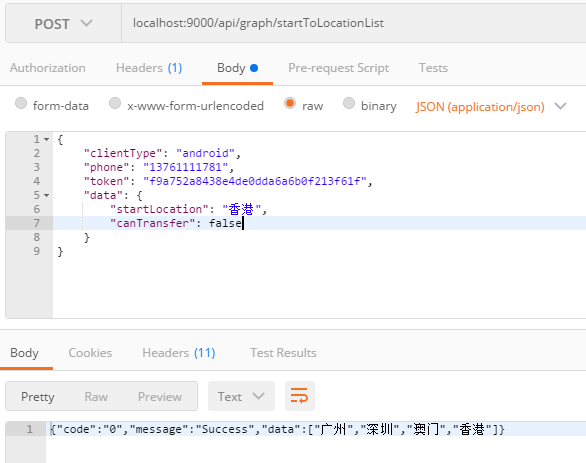 POST localhost:9000/api/graph/startToLocationList
Authorization Headers (1) Body Pre-request Script Tests
form-data x-www-form-urlencoded raw binary JSON (application/json)
1 {
2 "clientType": "android",
3 "phone": "13761111781",
4 "token": "f9a752a8438e4de0dda6a6b0f213f61f",
5 "data": {
6 "startLocation": "香港",
7 "canTransfer": false
8 }
9 }
Body Cookies Headers (11) Test Results
Pretty Raw Preview Text
1 {"code":"0","message":"Success","data":["广州","深圳","澳门","香港"]}